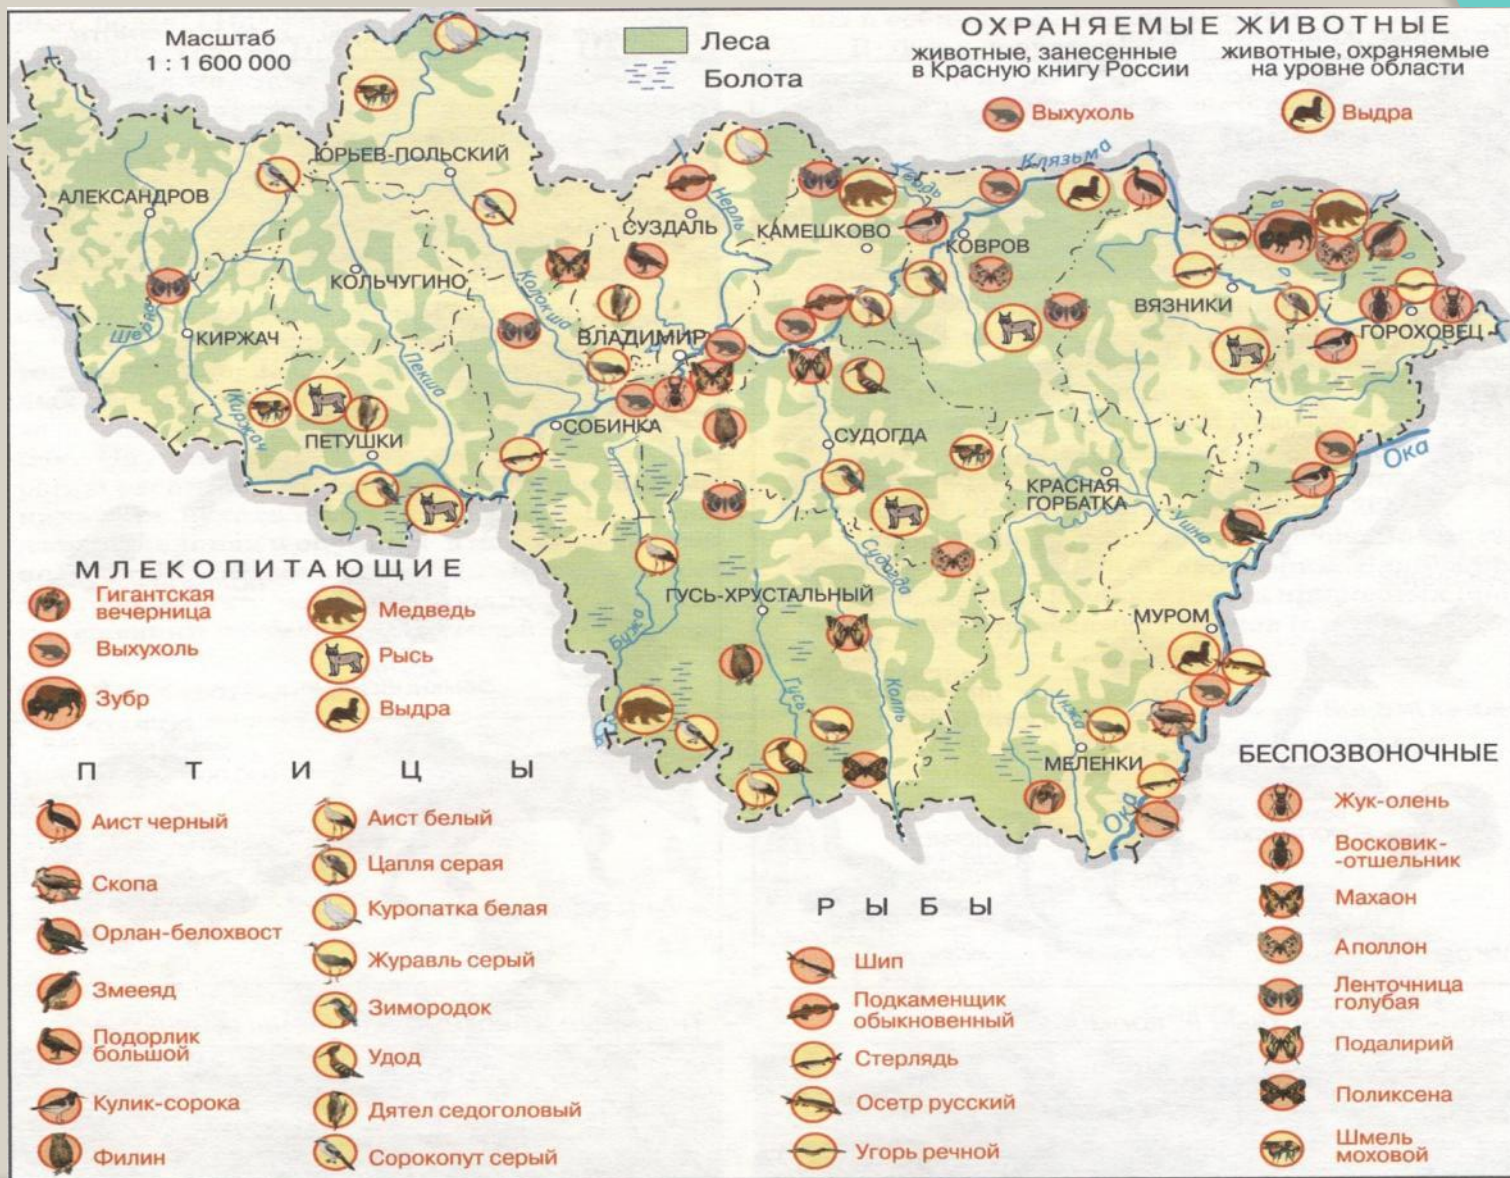 Масштаб
1 : 1 600 000
Леса
Болота
ОХРАНЯЕМЫЕ ЖИВОТНЫЕ
животные, занесенные
в Красную книгу России
животные, охраняемые
на уровне области
Выхухоль
Выдра
ЮРЬЕВ-ПОЛЬСКИЙ
АЛЕКСАНДРОВ
Клязьма
Уводь
Нерль
СУЗДАЛЬ
КАМЕШКОВО
КОВРОВ
КОЛЬЧУГИНО
Колокша
ВЯЗНИКИ
ГОРОХОВЕЦ
КИРЖАЧ
ВЛАДИМИР
Пекша
Киржач
ПЕТУШКИ
СОБИНКА
СУДОГДА
КРАСНАЯ
ГОРБАТКА
Ока
Ушна
Судогда
ГУСЬ-ХРУСТАЛЬНЫЙ
МУРОМ
Бужа
Гусь
Колпь
Унжа
МЕЛЕНКИ
Ока
МЛЕКОПИТАЮЩИЕ
Гигантская
вечерница
Выхухоль
Зубр
Медведь
Рысь
Выдра
ПТИЦЫ
Аист черный
Скопа
Орлан-белохвост
Змееяд
Подорлик
большой
Кулик-сорока
Филин
Аист белый
Цапля серая
Куропатка белая
Журавль серый
Зимородок
Удод
Дятел седоголовый
Сорокопут серый
РЫБЫ
Шип
Подкаменщик
обыкновенный
Стерлядь
Осетр русский
Угорь речной
БЕСПОЗВОНОЧНЫЕ
Жук-олень
Восковик-
-отшельник
Махаон
Аполлон
Ленточница
голубая
Подалирий
Поликсена
Шмель
моховой